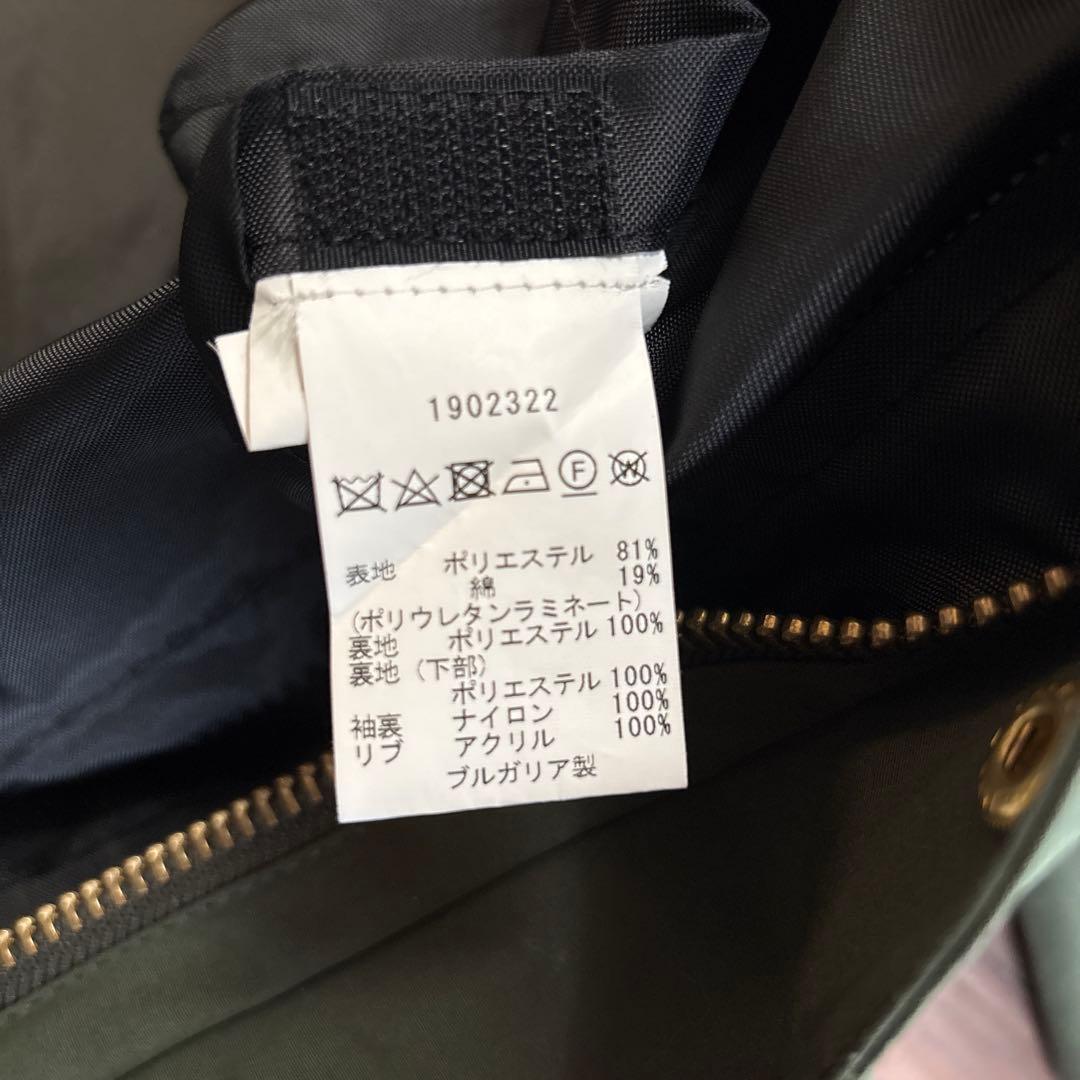 1902322
F W
表地 ポリエステル 81%
綿 19%
(ポリウレタンラミネート)
裏地 ポリエステル 100%
裏地(下部)
ポリエステル 100%
袖裏 ナイロン 100%
リブ アクリル 100%
ブルガリア製